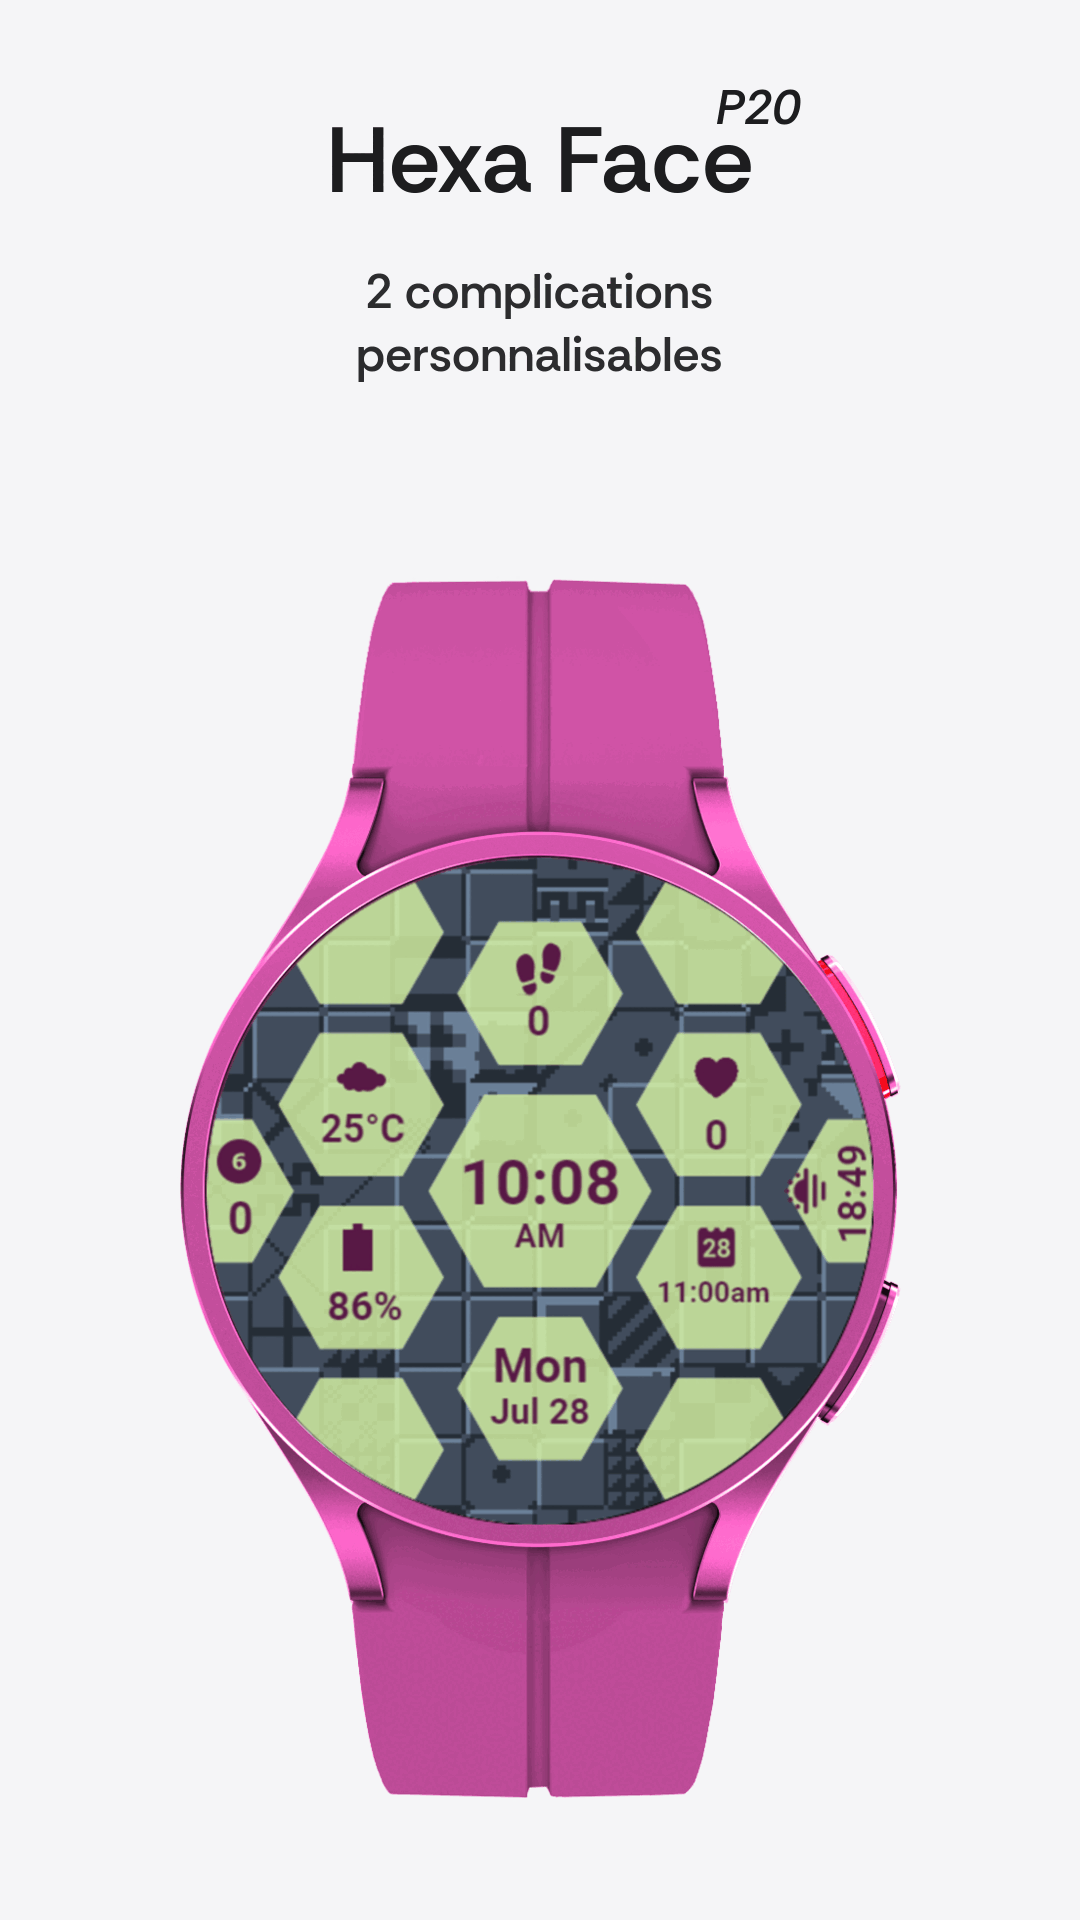 P20
Hexa Face
2 complications
personnalisables
0
25°C
0
6
0
10:08
AM
18:49
86%
28
11:00am
Mon
Jul 28